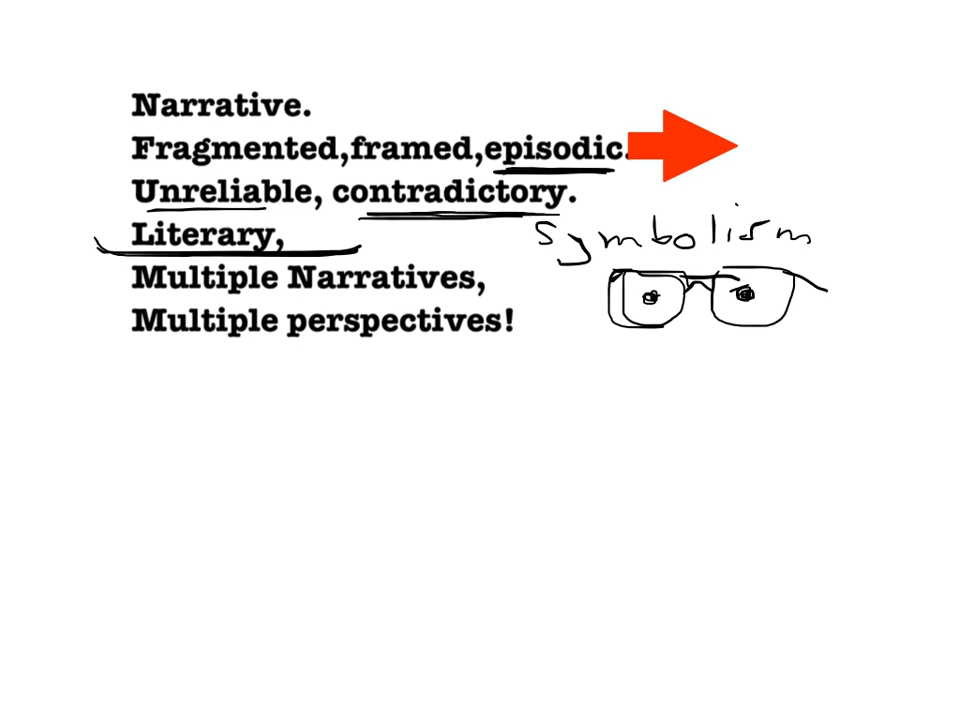 Narrative.
Fragmented,framed,episodic.
Unreliable, contradictory.
Literary,
symbolism
Multiple Narratives,
Multiple perspectives!